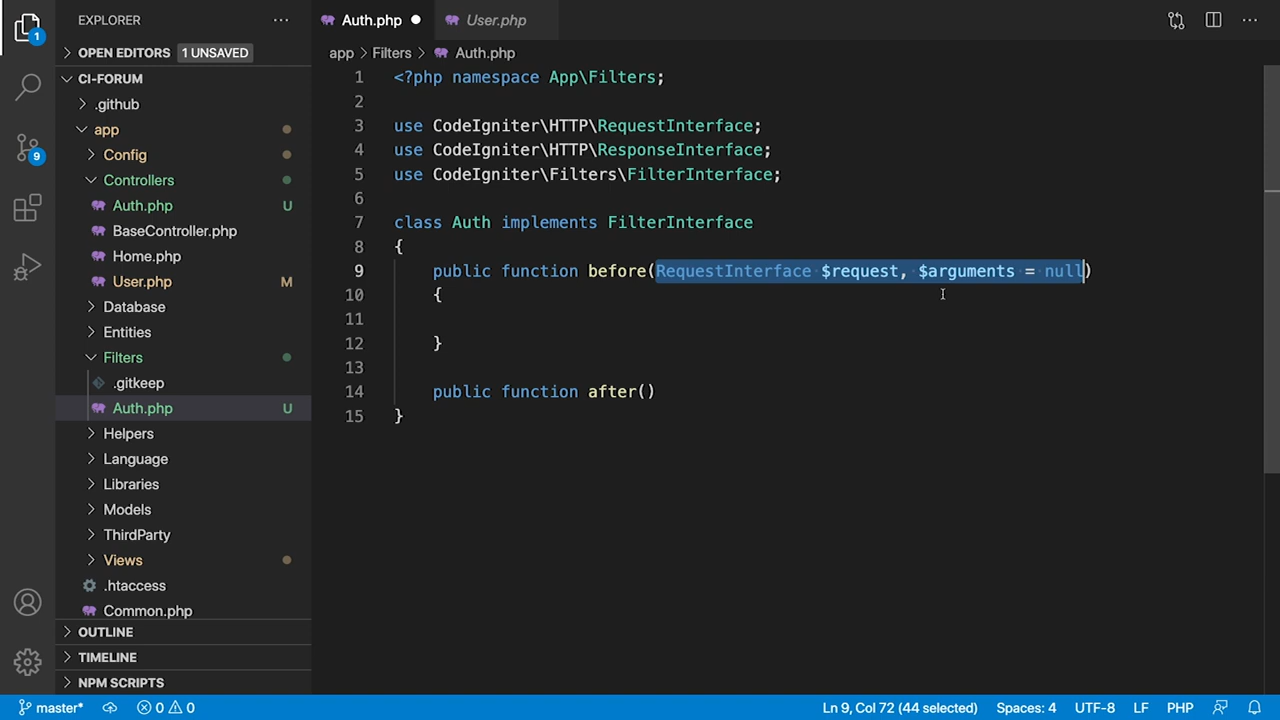 EXPLORER
Auth.php
User.php
1
OPEN EDITORS 1 UNSAVED
app > Filters > Auth.php
CI-FORUM
.github
app
Config
Controllers
Auth.php U
BaseController.php
Home.php
User.php M
Database
Entities
Filters
.gitkeep
Auth.php U
Helpers
Language
Libraries
Models
ThirdParty
Views
.htaccess
Common.php
OUTLINE
TIMELINE
NPM SCRIPTS
9
1 <?php namespace App\Filters;
2
3 use CodeIgniter\HTTP\RequestInterface;
4 use CodeIgniter\HTTP\ResponseInterface;
5 use CodeIgniter\Filters\FilterInterface;
6
7 class Auth implements FilterInterface
8 {
9 public function before(RequestInterface $request, $arguments = null)
10 {
11
12 }
13
14 public function after()
15 }
master* 0 0 Ln 9, Col 72 (44 selected) Spaces: 4 UTF-8 LF PHP